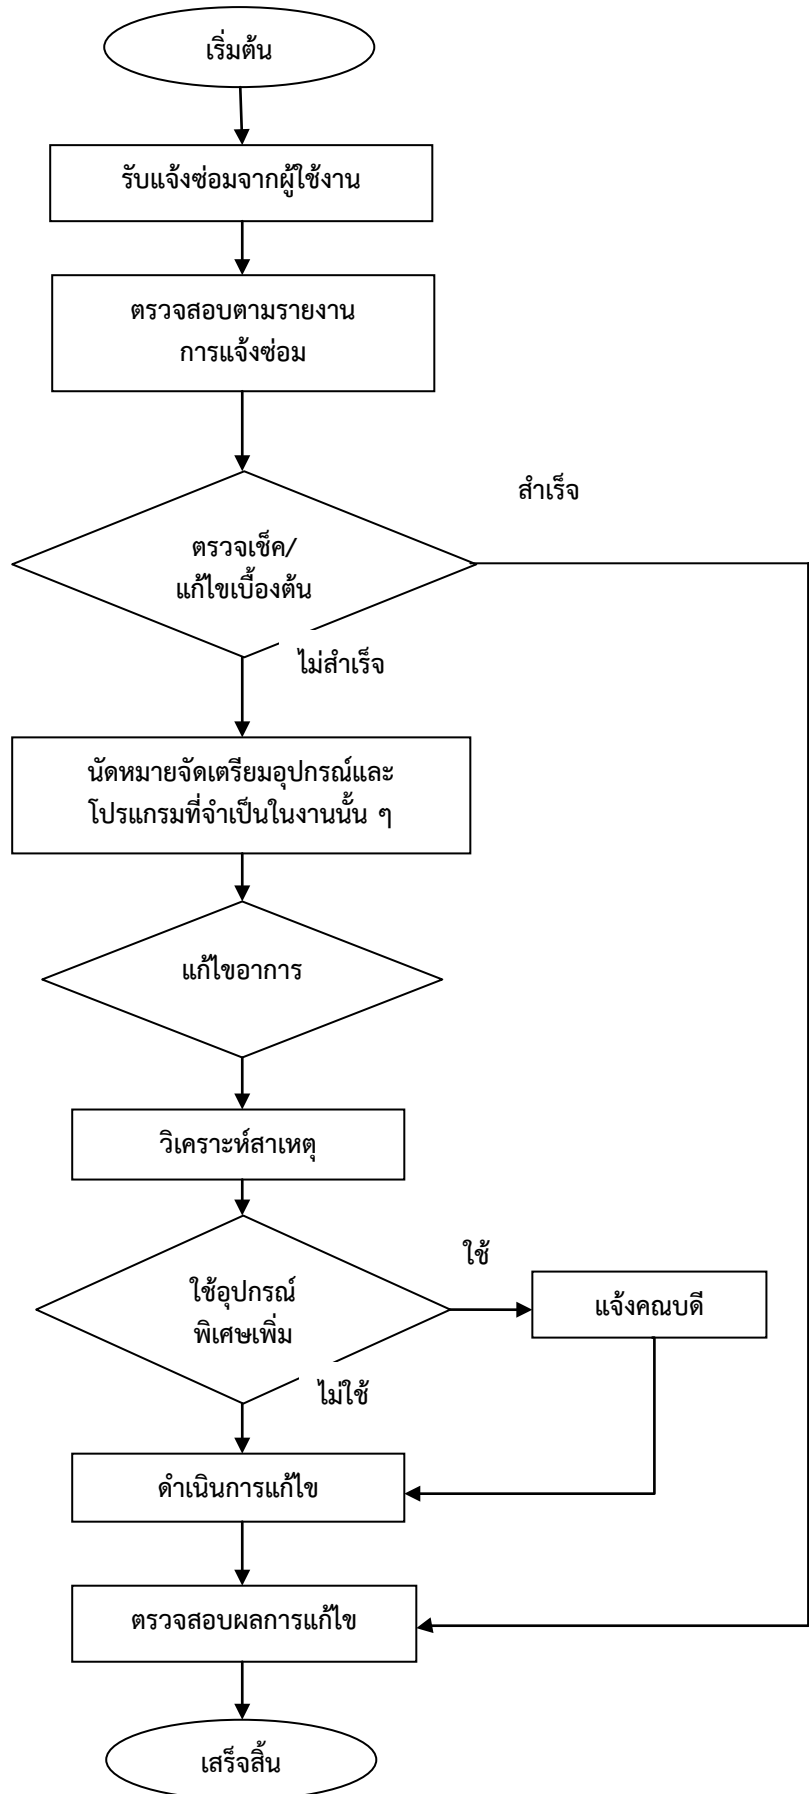 เริ่มต้น
รับแจ้งซ่อมจากผู้ใช้งาน
ตรวจสอบตามรายงาน
การแจ้งซ่อม
สำเร็จ
ตรวจเช็ค/
แก้ไขเบื้องต้น
ไม่สำเร็จ
นัดหมายจัดเตรียมอุปกรณ์และ
โปรแกรมที่จำเป็นในงานนั้น ๆ
แก้ไขอาการ
วิเคราะห์สาเหตุ
ใช้
ใช้อุปกรณ์
พิเศษเพิ่ม
แจ้งคณบดี
ไม่ใช้
ดำเนินการแก้ไข
ตรวจสอบผลการแก้ไข
เสร็จสิ้น